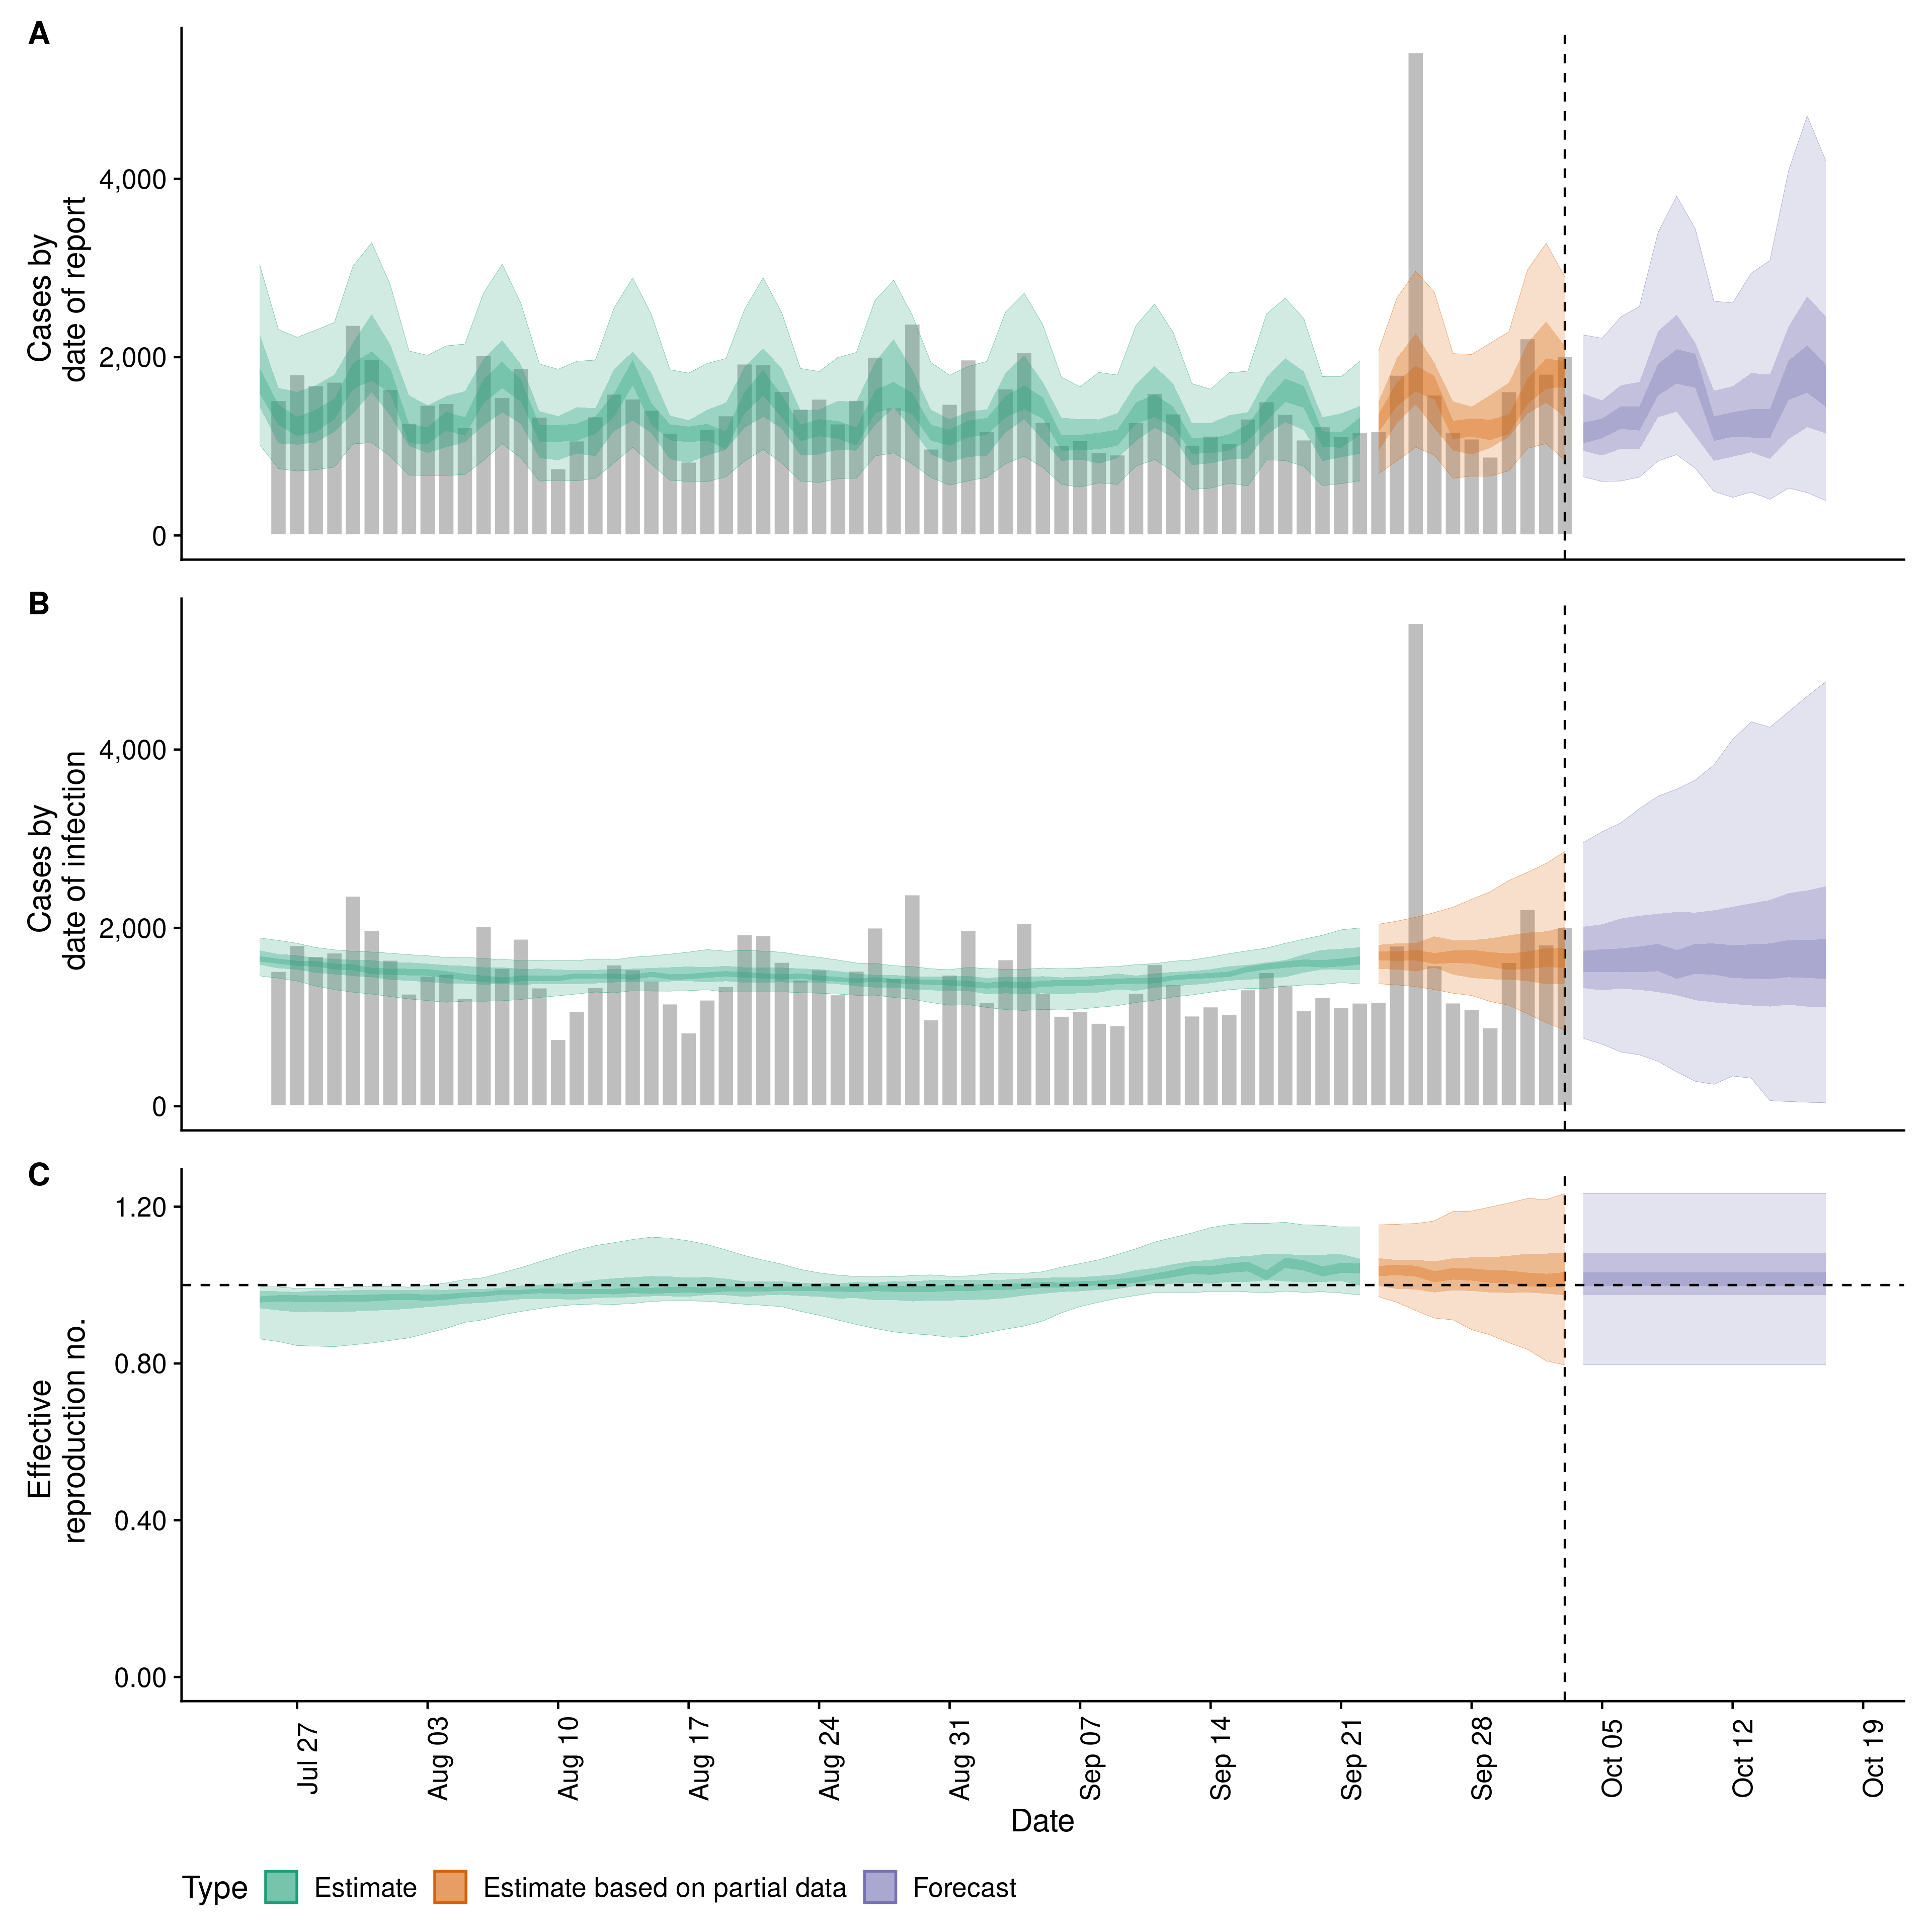 A
Cases by
date of report
4,000
2,000
0
B
Cases by
date of infection
4,000
2,000
0
C
Effective
reproduction no.
1.20
0.80
0.40
0.00
Jul 27
Aug 03
Aug 10
Aug 17
Aug 24
Aug 31
Sep 07
Sep 14
Sep 21
Sep 28
Oct 05
Oct 12
Oct 19
Date
Type
Estimate
Estimate based on partial data
Forecast